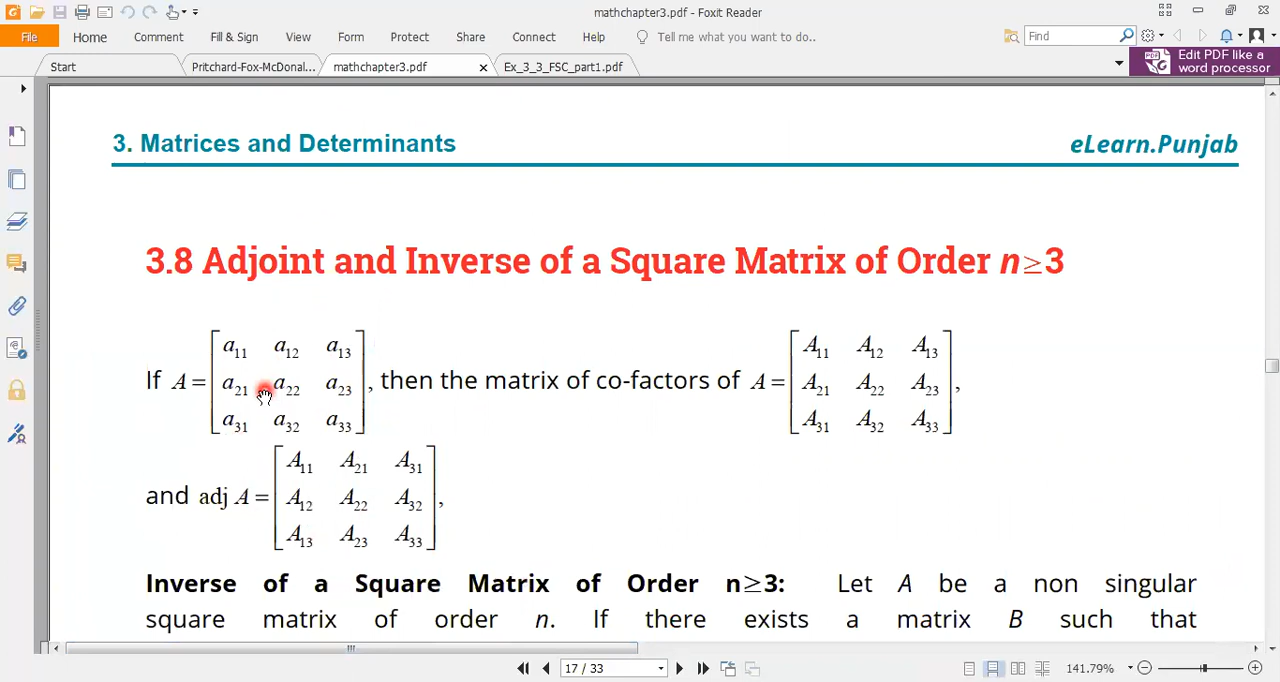 mathchapter3.pdf - Foxit Reader
File Home Comment Fill & Sign View Form Protect Share Connect Help Tell me what you want to do.. Find
Start Pritchard-Fox-McDonal... mathchapter3.pdf Ex_3_3_FSC_part1.pdf Edit PDF like a word processor
3. Matrices and Determinants eLearn.Punjab
3.8 Adjoint and Inverse of a Square Matrix of Order n≥3
a₁₁ a₁₂ a₁₃ A₁₁ A₁₂ A₁₃
If A = a₂₁ a₂₂ a₂₃ , then the matrix of co-factors of A = A₂₁ A₂₂ A₂₃ ,
a₃₁ a₃₂ a₃₃ A₃₁ A₃₂ A₃₃
A₁₁ A₂₁ A₃₁
and adj A = A₁₂ A₂₂ A₃₂ ,
A₁₃ A₂₃ A₃₃
Inverse of a Square Matrix of Order n≥3: Let A be a non singular
square matrix of order n. If there exists a matrix B such that
17 / 33 141.79%